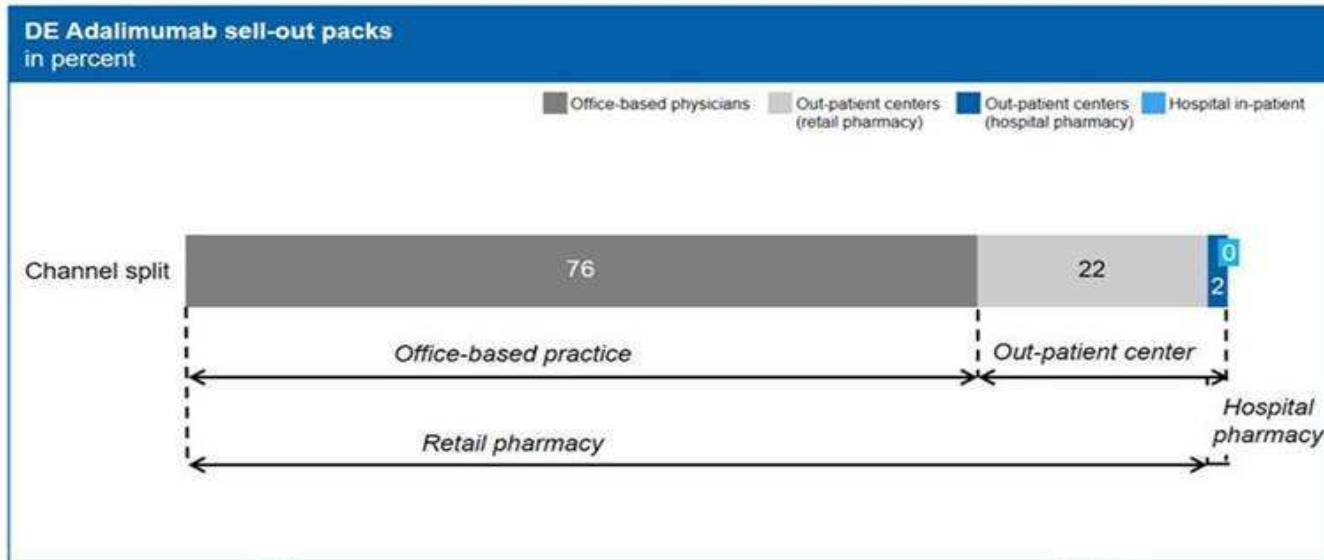 DE Adalimumab sell-out packs
in percent
Office-based physicians
Out-patient centers
(retail pharmacy)
Out-patient centers
(hospital pharmacy)
Hospital in-patient
Channel split
76
22
2
0
Office-based practice
Out-patient center
Retail pharmacy
Hospital
pharmacy